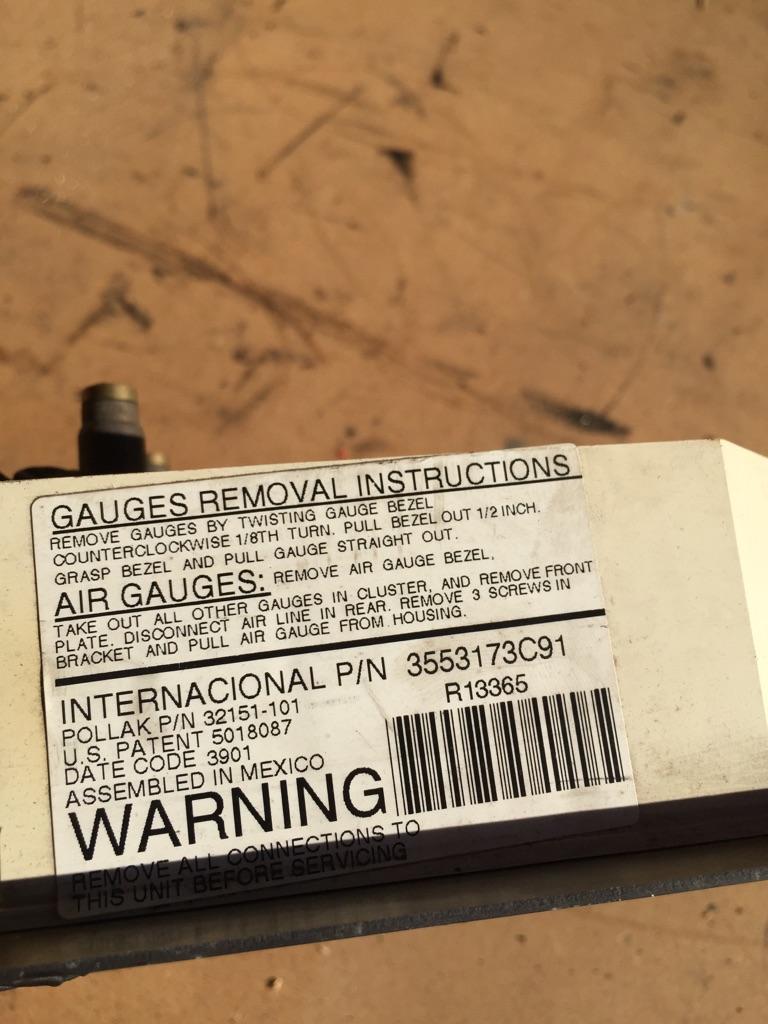 GAUGES REMOVAL INSTRUCTIONS
REMOVE GAUGES BY TWISTING GAUGE BEZEL
COUNTERCLOCKWISE 1/8TH TURN. PULL BEZEL OUT 1/2 INCH.
GRASP BEZEL AND PULL GAUGE STRAIGHT OUT.
AIR GAUGES: REMOVE AIR GAUGE BEZEL,
TAKE OUT ALL OTHER GAUGES IN CLUSTER, AND REMOVE FRONT
PLATE. DISCONNECT AIR LINE IN REAR. REMOVE 3 SCREWS IN
BRACKET AND PULL AIR GAUGE FROM HOUSING.
INTERNACIONAL P/N 3553173C91
R13365
POLLAK P/N 32151-101
U.S. PATENT 5018087
DATE CODE 3901
ASSEMBLED IN MEXICO
WARNING
REMOVE ALL CONNECTIONS TO
THIS UNIT BEFORE SERVICING